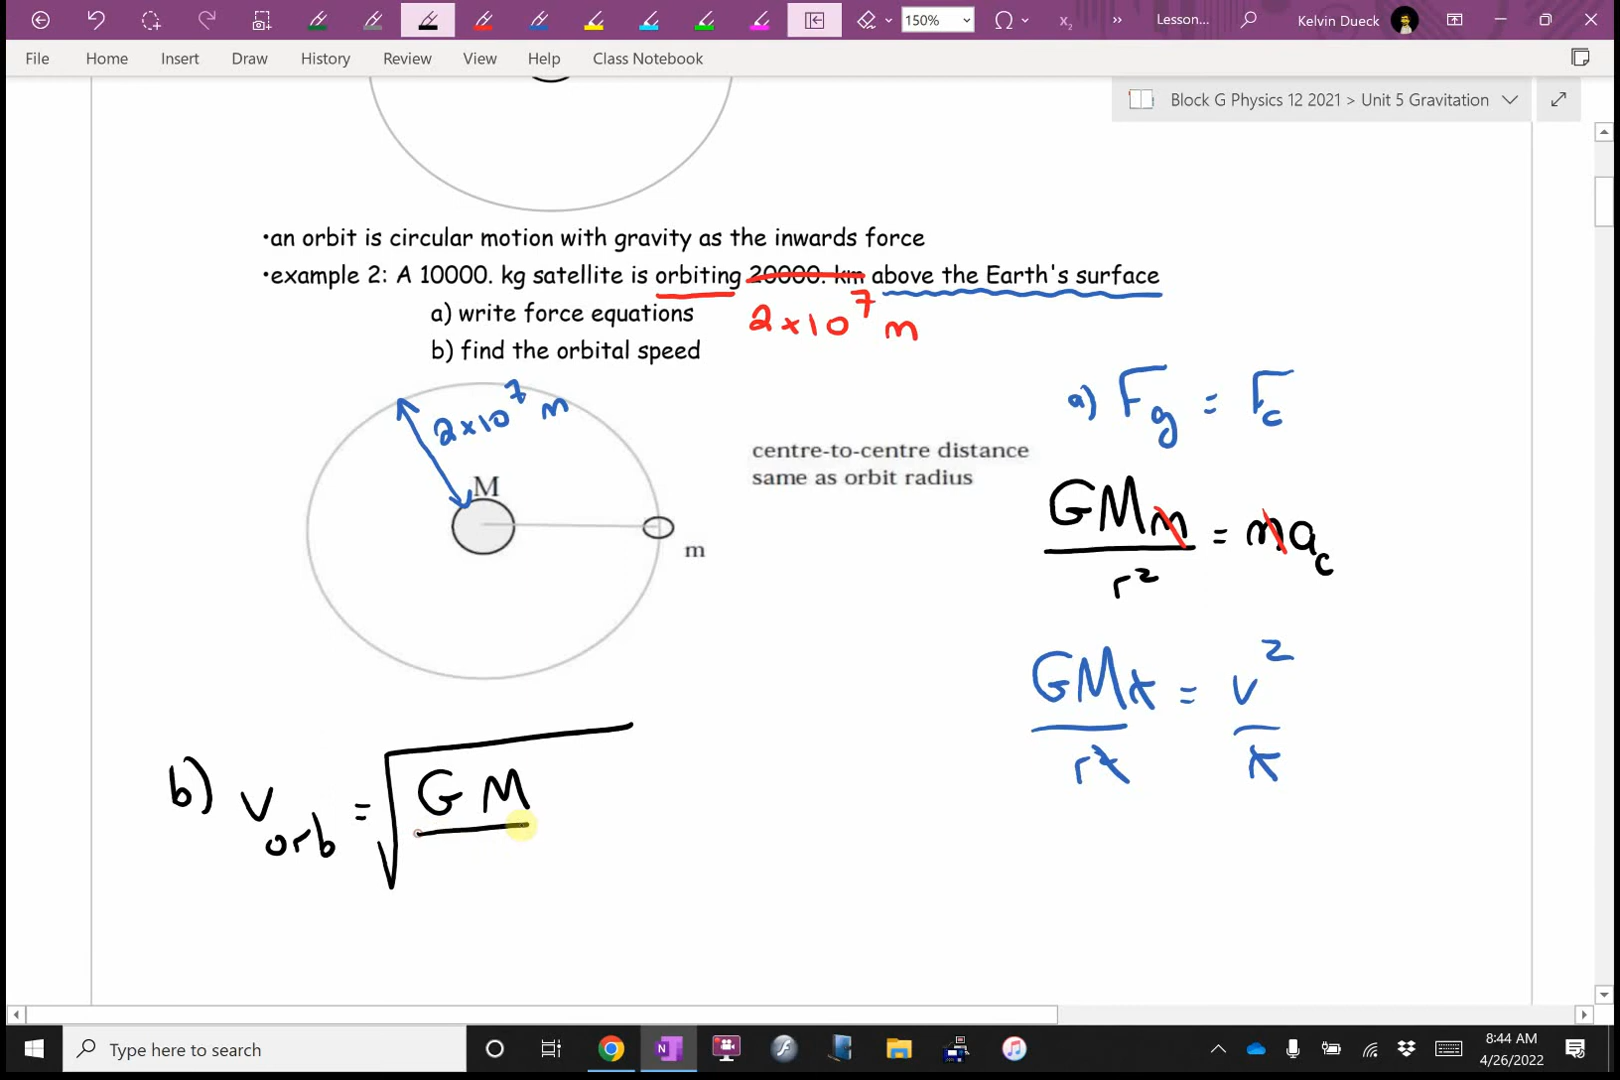 150%
Lesson...
Kelvin Dueck
File Home Insert Draw History Review View Help Class Notebook
Block G Physics 12 2021 > Unit 5 Gravitation
•an orbit is circular motion with gravity as the inwards force
•example 2: A 10000. kg satellite is orbiting 20000. km above the Earth's surface
a) write force equations
2×10⁷ m
b) find the orbital speed
a) Fg = Fc
2×10⁷ m
centre-to-centre distance
same as orbit radius
M
m
GMm = mac
r²
GMr = v²
r² r
b) v orb = √ G M
Type here to search
8:44 AM
4/26/2022